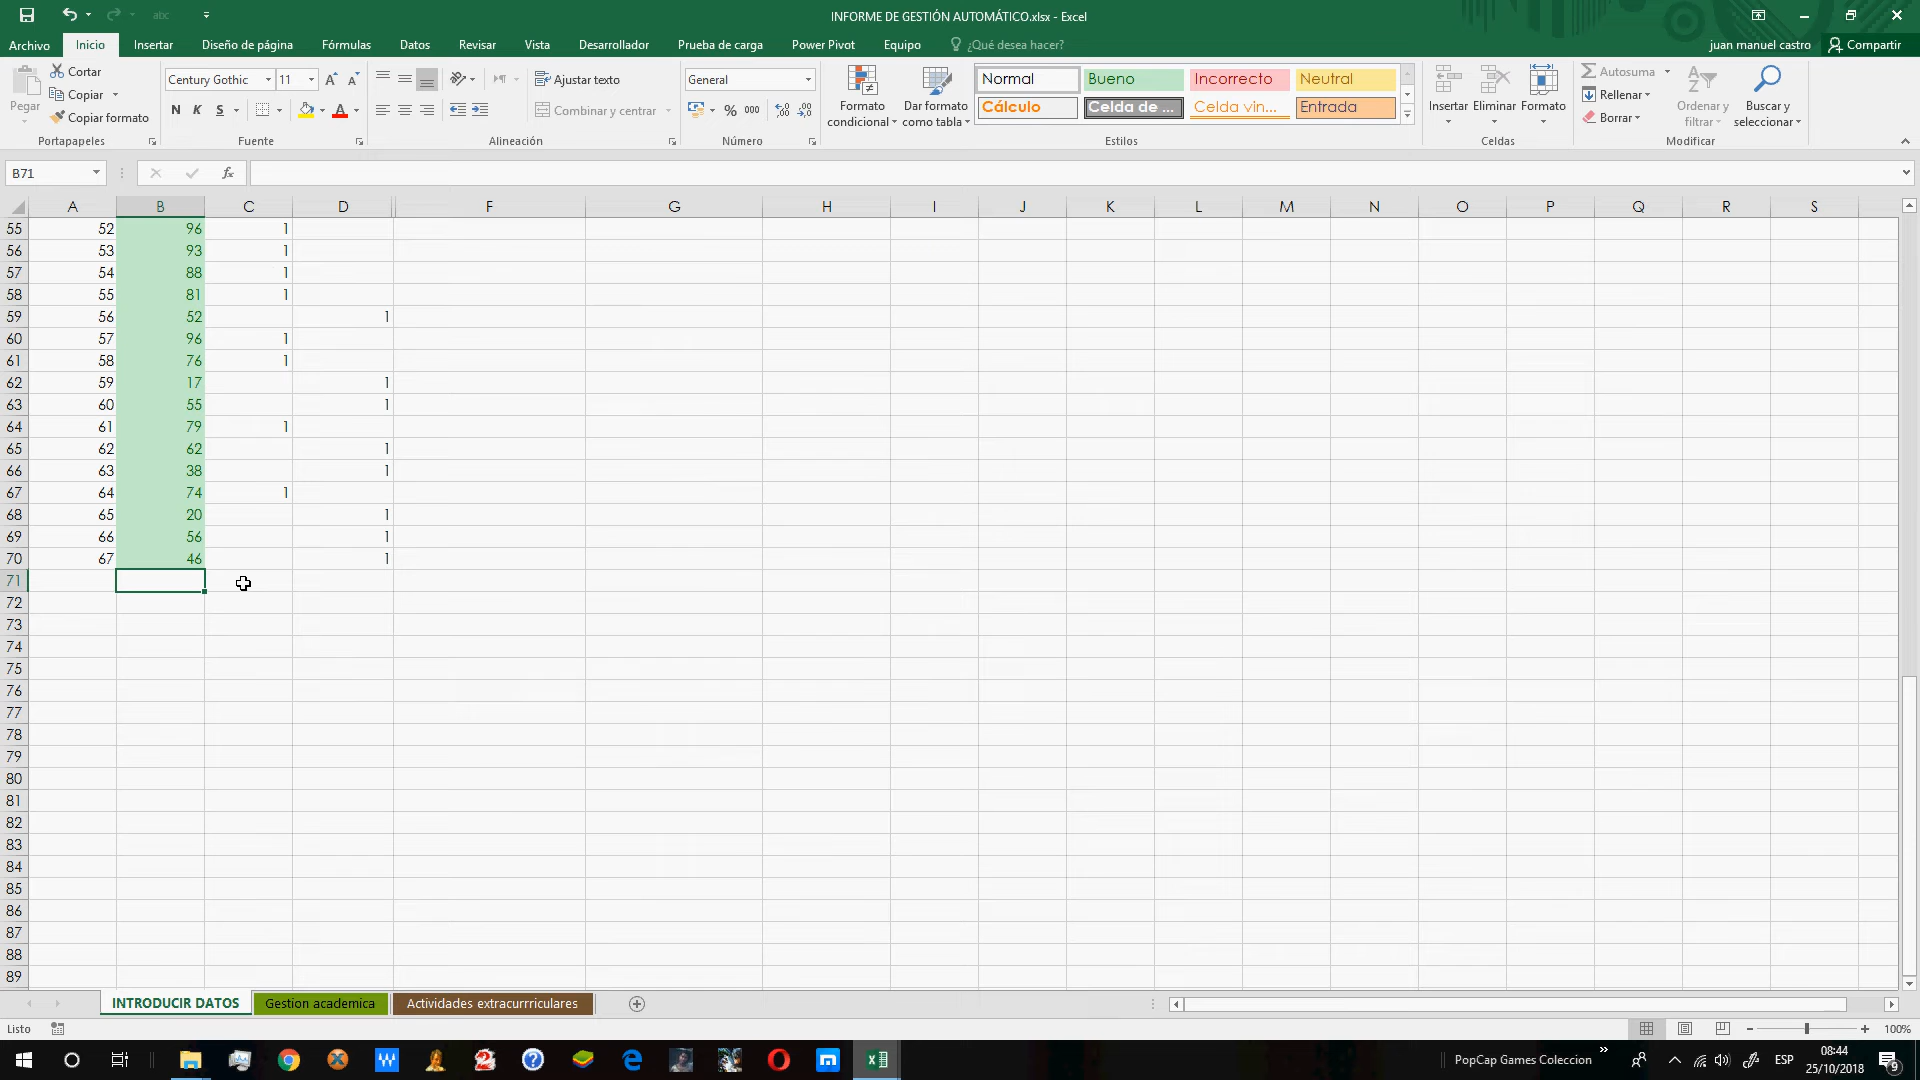 abc
INFORME DE GESTIÓN AUTOMÁTICO.xlsx - Excel
Archivo Inicio Insertar Diseño de página Fórmulas Datos Revisar Vista Desarrollador Prueba de carga Power Pivot Equipo ¿Qué desea hacer? juan manuel castro Compartir
Pegar
Cortar
Copiar
Copiar formato
Portapapeles
Century Gothic 11
N K S
Fuente
Ajustar texto
Combinar y centrar
Alineación
General
% 000
Número
Formato condicional
Dar formato como tabla
Normal Bueno Incorrecto Neutral
Cálculo Celda de ... Celda vin... Entrada
Estilos
Insertar Eliminar Formato
Celdas
Autosuma
Rellenar
Borrar
Ordenar y filtrar
Buscar y seleccionar
Modificar
B71 fx
A B C D F G H I J K L M N O P Q R S
55 52 96 1
56 53 93 1
57 54 88 1
58 55 81 1
59 56 52 1
60 57 96 1
61 58 76 1
62 59 17 1
63 60 55 1
64 61 79 1
65 62 62 1
66 63 38 1
67 64 74 1
68 65 20 1
69 66 56 1
70 67 46 1
71
72
73
74
75
76
77
78
79
80
81
82
83
84
85
86
87
88
89
INTRODUCIR DATOS Gestion academica Actividades extracurrriculares
Listo 100%
PopCap Games Coleccion ESP 08:44
25/10/2018 9